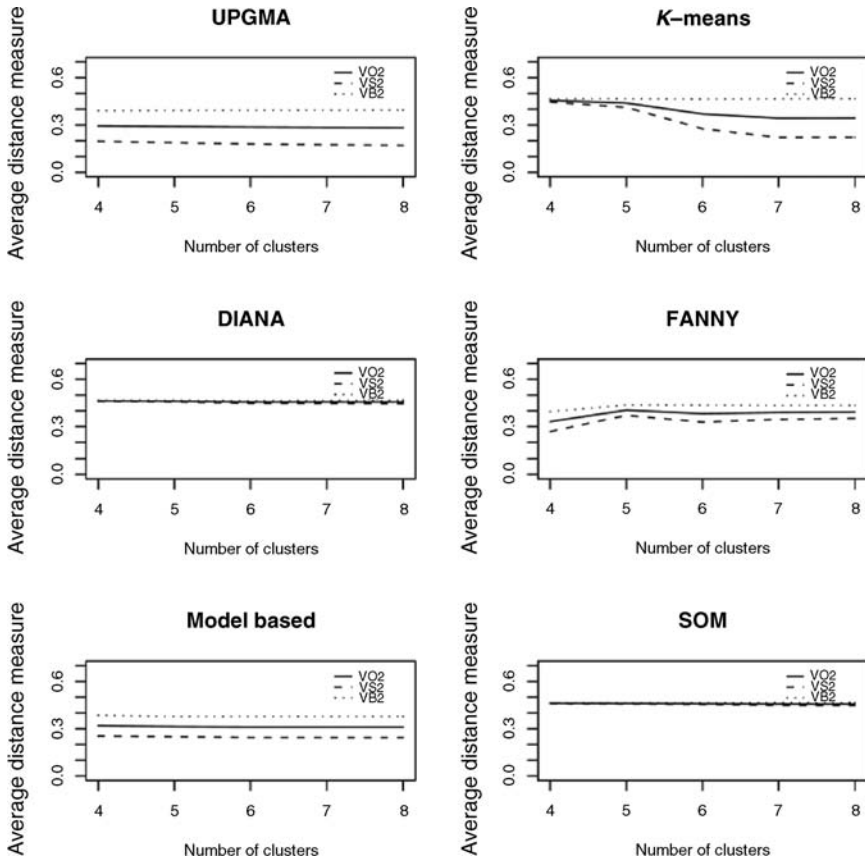 UPGMA
Average distance measure
0.6
0.3
0.0
VO2
VS2
VB2
4 5 6 7 8
Number of clusters
K–means
Average distance measure
0.6
0.3
0.0
VO2
VS2
VB2
4 5 6 7 8
Number of clusters
DIANA
Average distance measure
0.6
0.3
0.0
VO2
VS2
VB2
4 5 6 7 8
Number of clusters
FANNY
Average distance measure
0.6
0.3
0.0
VO2
VS2
VB2
4 5 6 7 8
Number of clusters
Model based
Average distance measure
0.6
0.3
0.0
VO2
VS2
VB2
4 5 6 7 8
Number of clusters
SOM
Average distance measure
0.6
0.3
0.0
VO2
VS2
VB2
4 5 6 7 8
Number of clusters